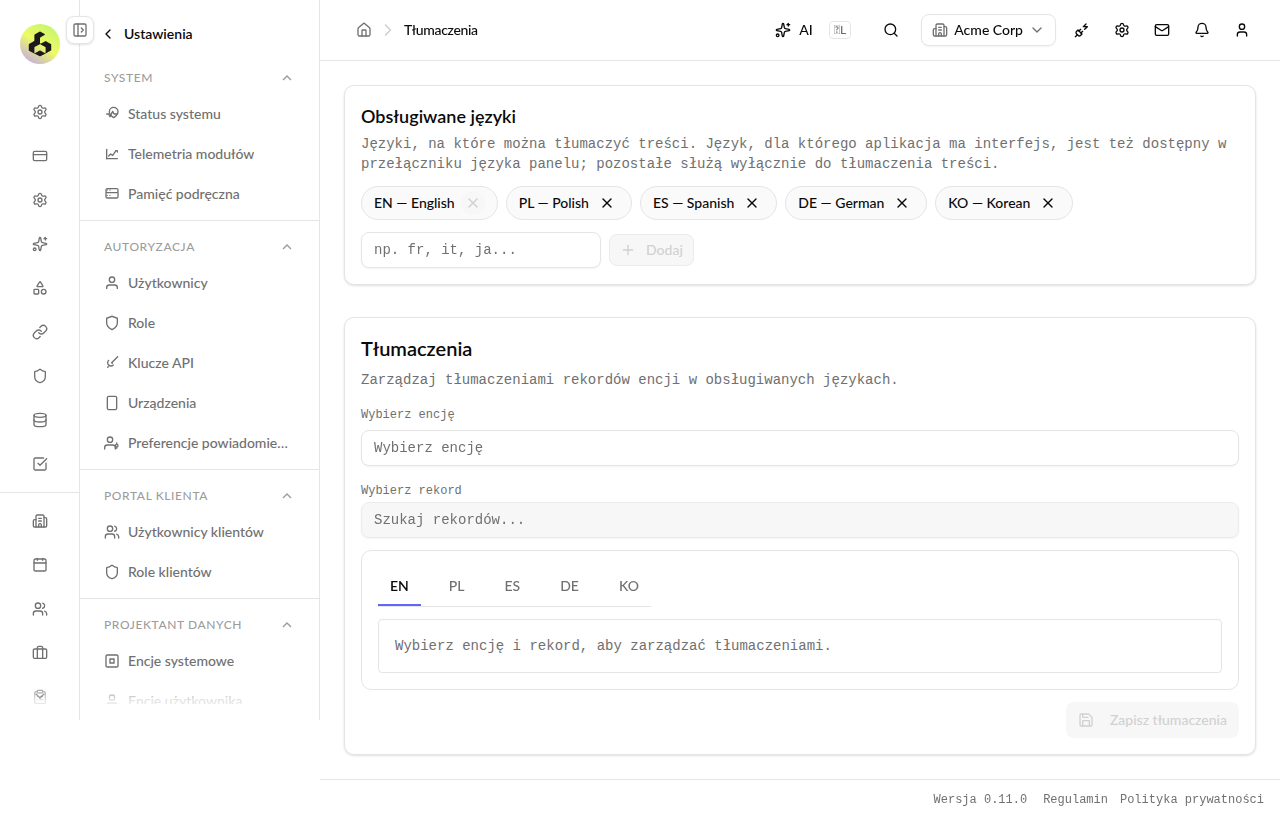 Ustawienia
SYSTEM
Status systemu
Telemetria modułów
Pamięć podręczna
AUTORYZACJA
Użytkownicy
Role
Klucze API
Urządzenia
Preferencje powiadomie...
PORTAL KLIENTA
Użytkownicy klientów
Role klientów
PROJEKTANT DANYCH
Encje systemowe
Encje użytkownika
Tłumaczenia
AI
Acme Corp
Obsługiwane języki
Języki, na które można tłumaczyć treści. Język, dla którego aplikacja ma interfejs, jest też dostępny w
przełączniku języka panelu; pozostałe służą wyłącznie do tłumaczenia treści.
EN — English
PL — Polish
ES — Spanish
DE — German
KO — Korean
np. fr, it, ja...
Dodaj
Tłumaczenia
Zarządzaj tłumaczeniami rekordów encji w obsługiwanych językach.
Wybierz encję
Wybierz encję
Wybierz rekord
Szukaj rekordów...
EN PL ES DE KO
Wybierz encję i rekord, aby zarządzać tłumaczeniami.
Zapisz tłumaczenia
Wersja 0.11.0 Regulamin Polityka prywatności